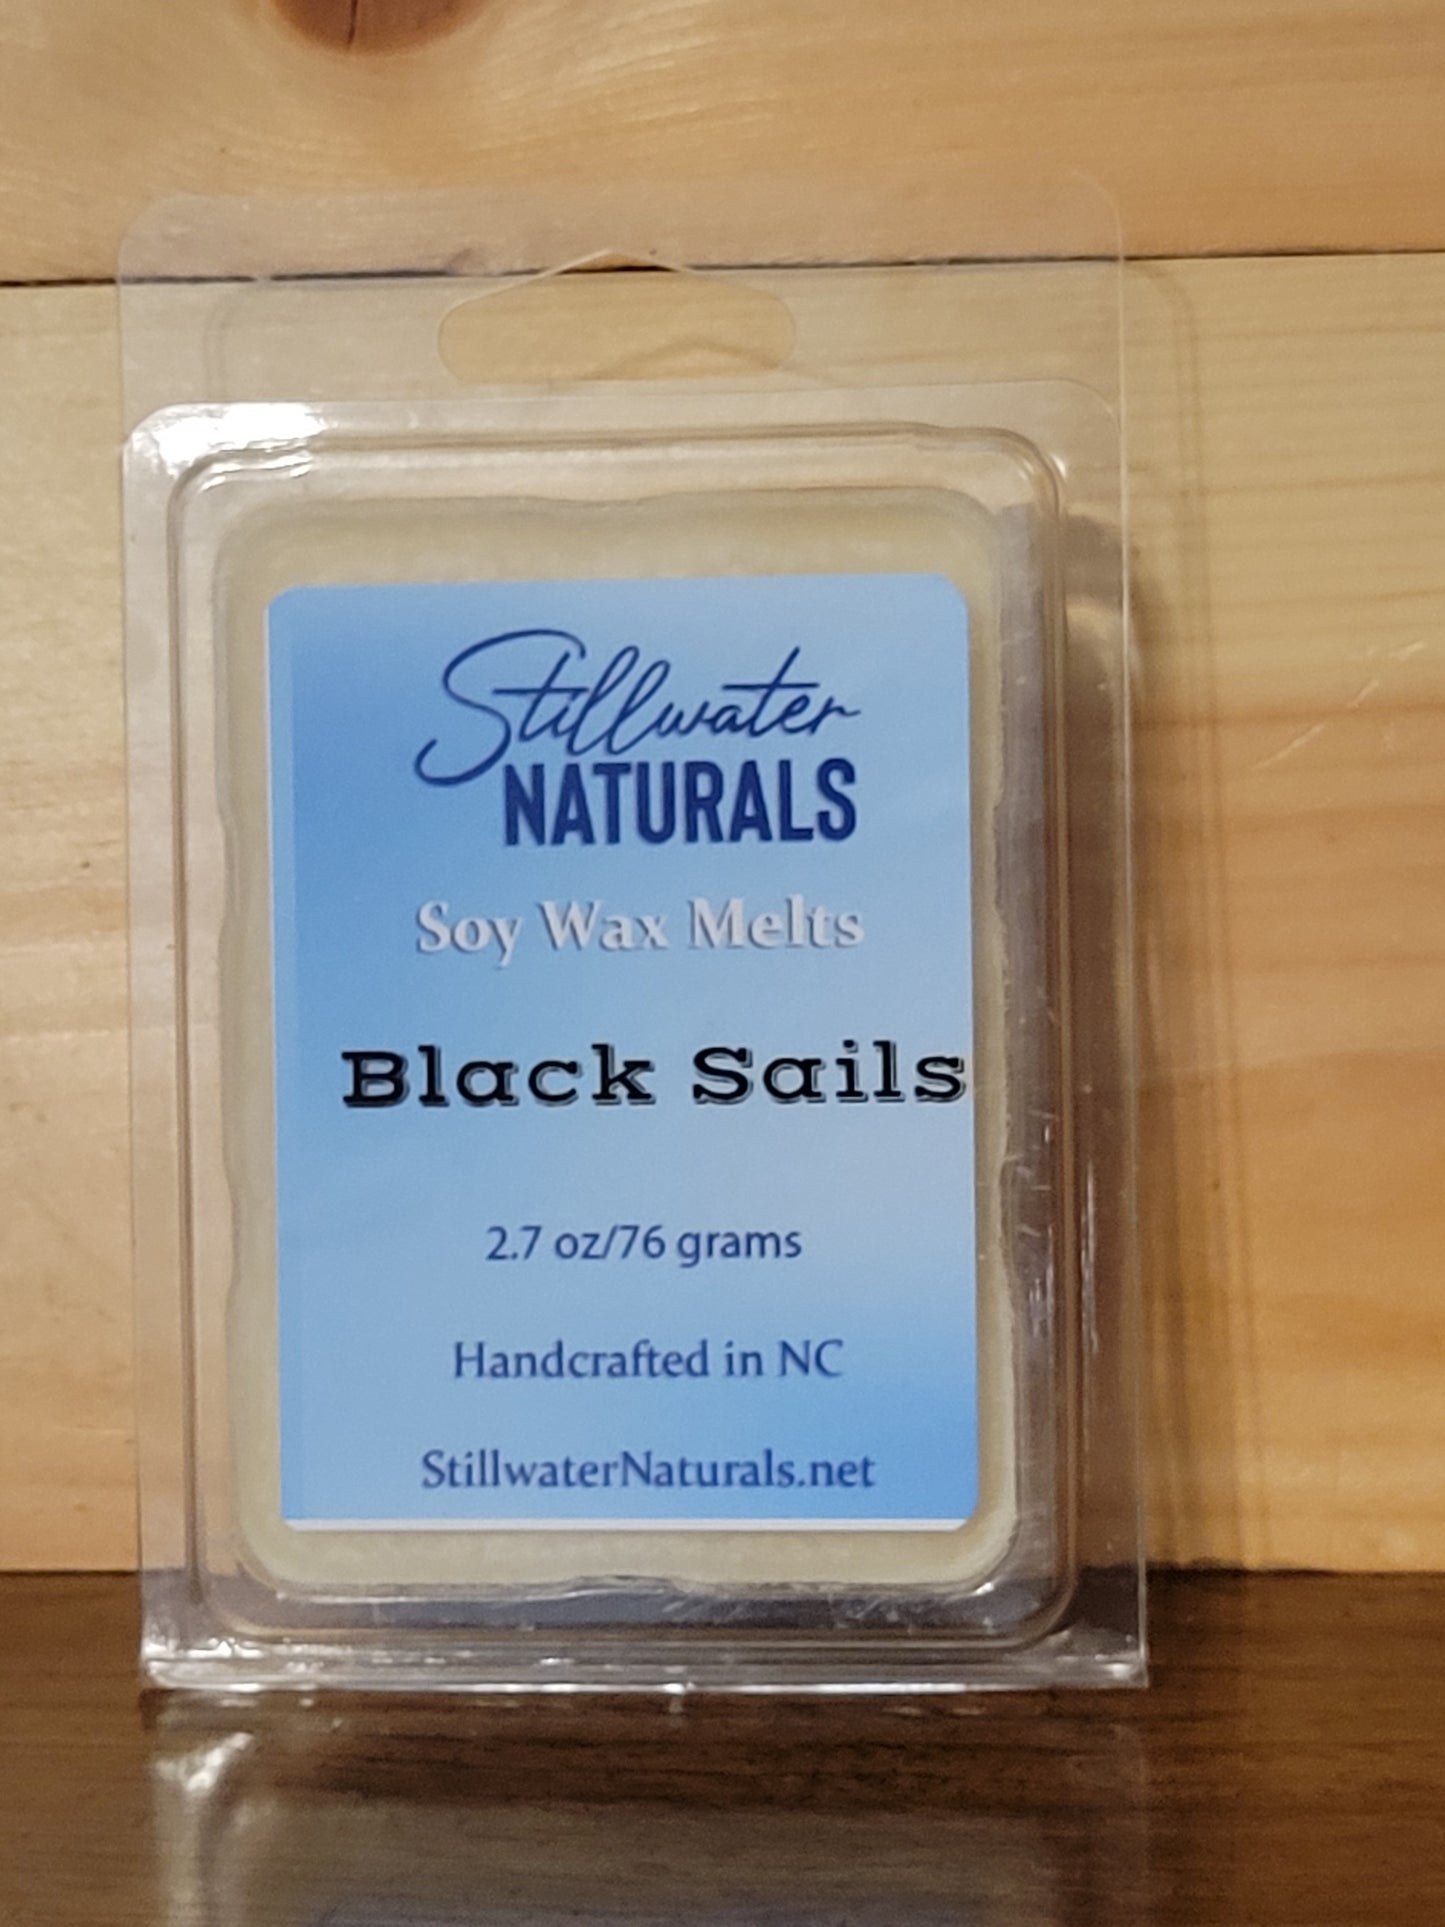 Stillwater
NATURALS
Soy Wax Melts
Black Sails
2.7 oz/76 grams
Handcrafted in NC
StillwaterNaturals.net